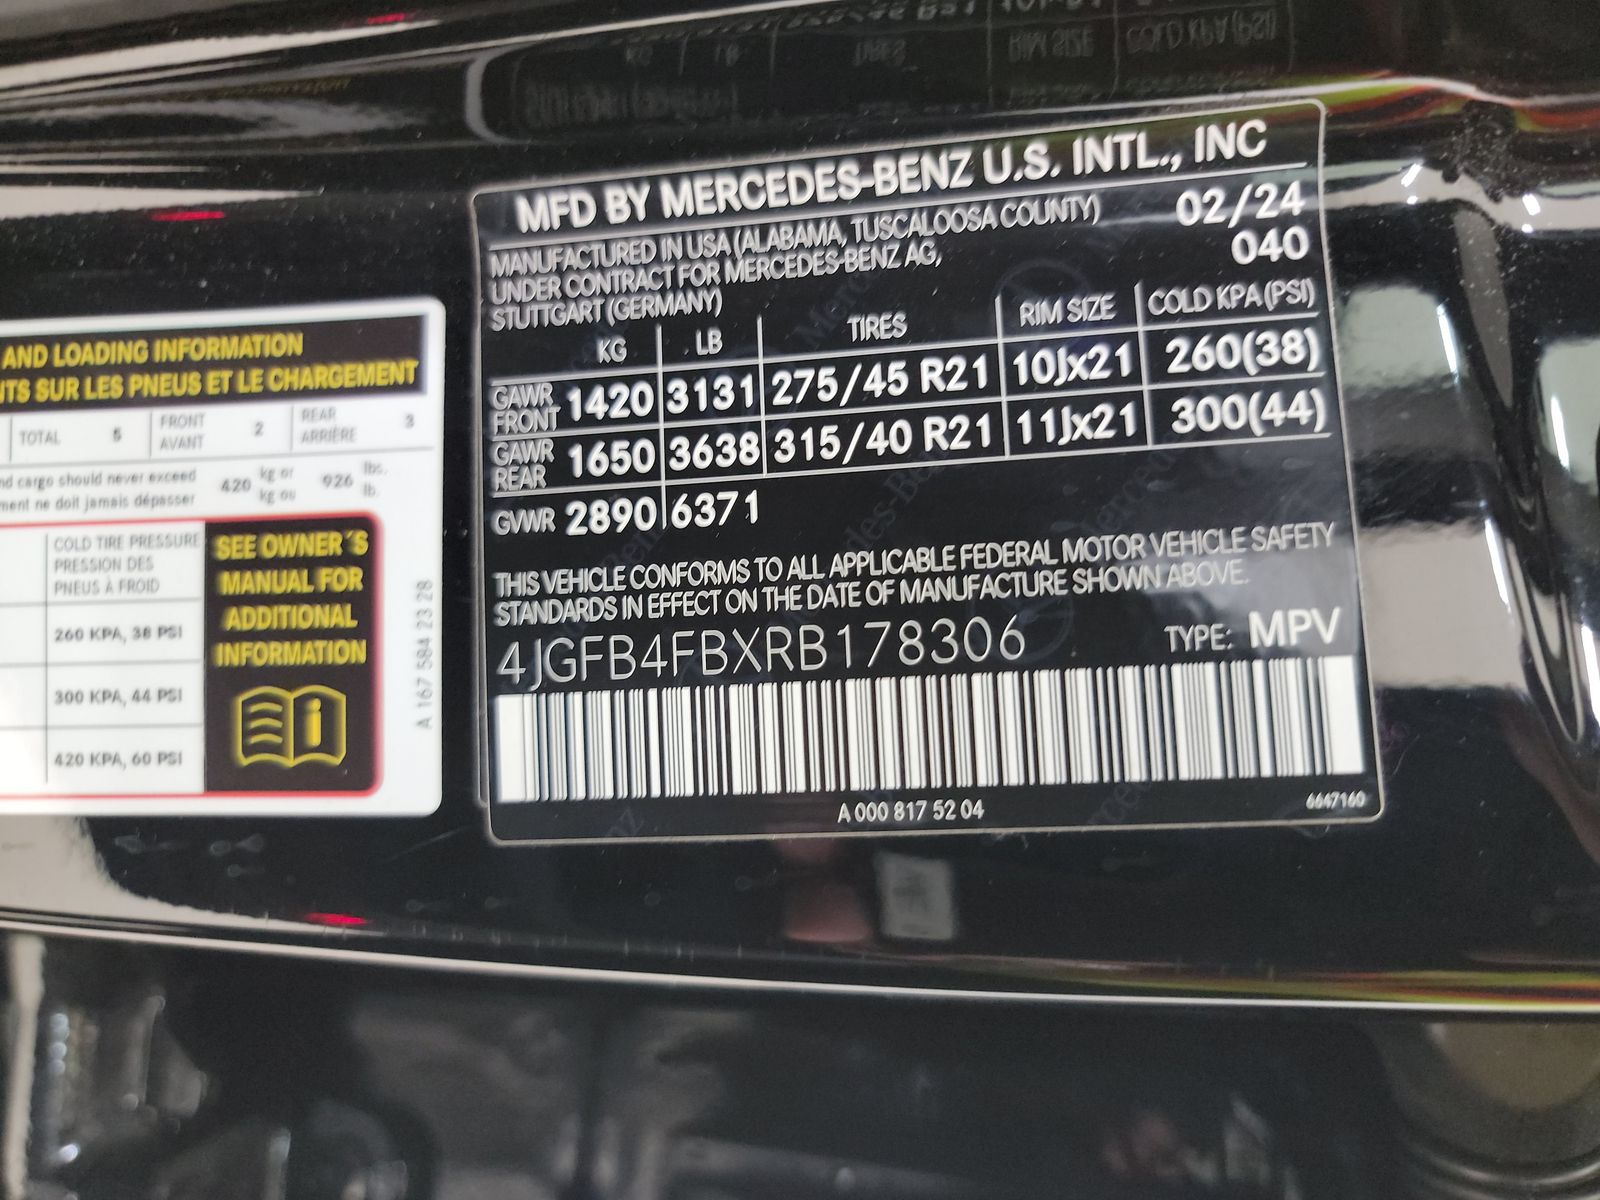 MFD BY MERCEDES-BENZ U.S. INTL., INC
MANUFACTURED IN USA (ALABAMA, TUSCALOOSA COUNTY) 02/24
UNDER CONTRACT FOR MERCEDES-BENZ AG, 040
STUTTGART (GERMANY)
KG LB TIRES RIM SIZE COLD KPA (PSI)
GAWR FRONT 1420 3131 275/45 R21 10Jx21 260(38)
GAWR REAR 1650 3638 315/40 R21 11Jx21 300(44)
GVWR 2890 6371
THIS VEHICLE CONFORMS TO ALL APPLICABLE FEDERAL MOTOR VEHICLE SAFETY
STANDARDS IN EFFECT ON THE DATE OF MANUFACTURE SHOWN ABOVE.
4JGFB4FBXRB178306 TYPE: MPV
A 000 817 52 04 6647160
AND LOADING INFORMATION
SUR LES PNEUS ET LE CHARGEMENT
TOTAL 5 FRONT AVANT 2 REAR ARRIÈRE 3
cargo should never exceed 420 kg or 926 lbs.
ne doit jamais dépasser kg ou lb.
COLD TIRE PRESSURE
PRESSION DES
PNEUS À FROID
260 KPA, 38 PSI
300 KPA, 44 PSI
420 KPA, 60 PSI
SEE OWNER´S
MANUAL FOR
ADDITIONAL
INFORMATION
A 167 584 23 28